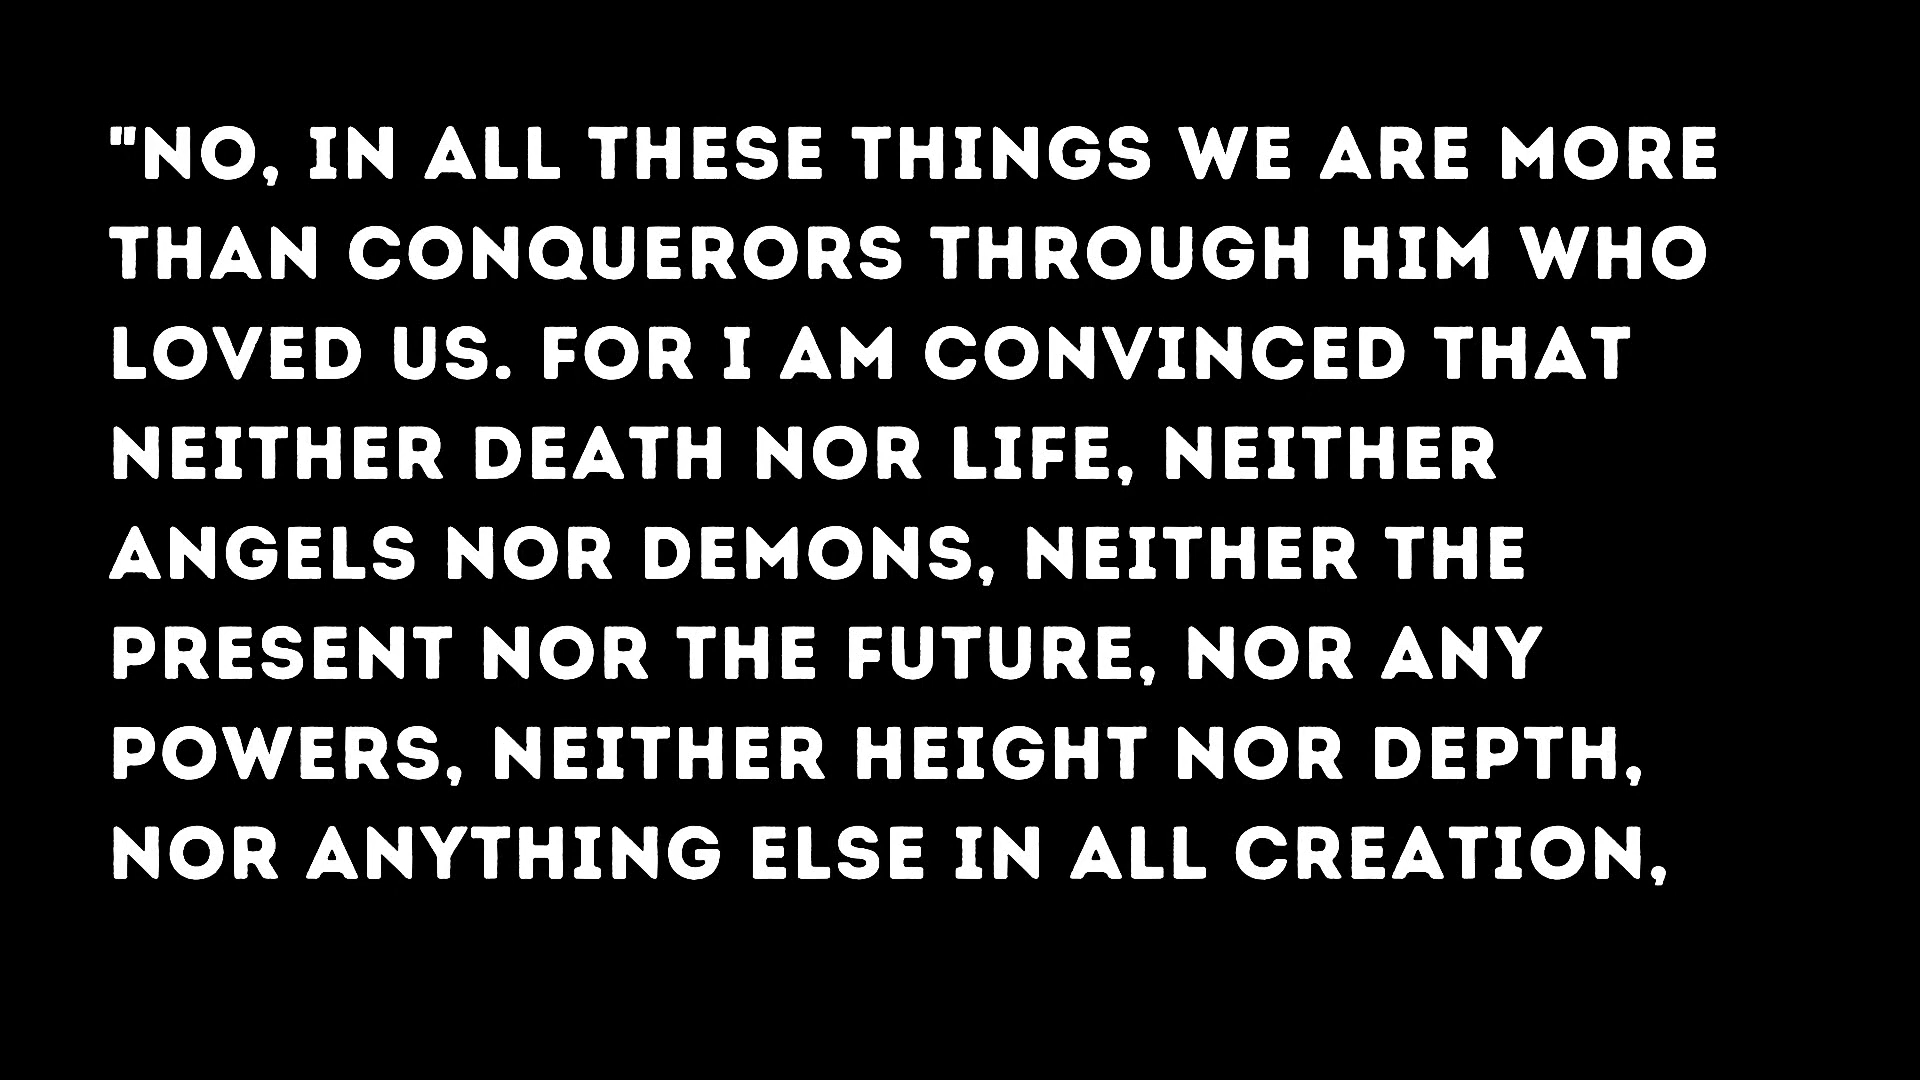 "NO, IN ALL THESE THINGS WE ARE MORE
THAN CONQUERORS THROUGH HIM WHO
LOVED US. FOR I AM CONVINCED THAT
NEITHER DEATH NOR LIFE, NEITHER
ANGELS NOR DEMONS, NEITHER THE
PRESENT NOR THE FUTURE, NOR ANY
POWERS, NEITHER HEIGHT NOR DEPTH,
NOR ANYTHING ELSE IN ALL CREATION,